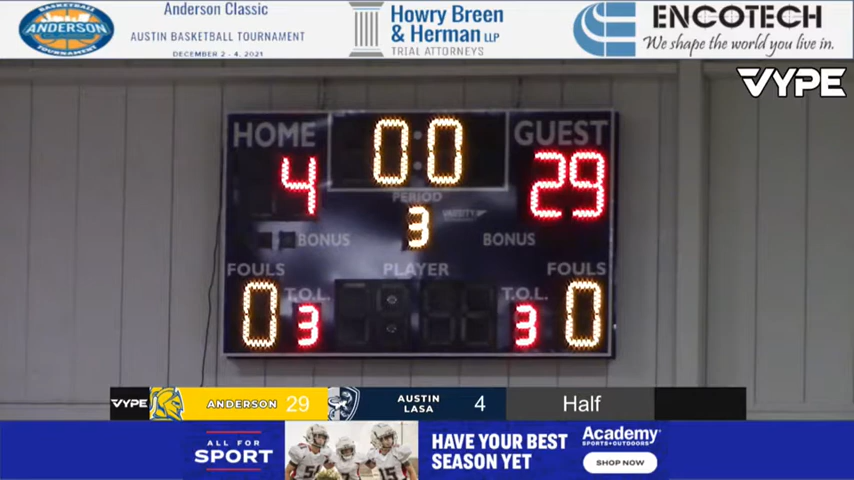 BASKETBALL
ANDERSON
TOURNAMENT
Anderson Classic
AUSTIN BASKETBALL TOURNAMENT
DECEMBER 2 - 4, 2021
Howry Breen
& Herman LLP
TRIAL ATTORNEYS
ENCOTECH
We shape the world you live in.
VYPE
HOME 00 GUEST
4 29
PERIOD
3 VARSITY
BONUS BONUS
FOULS PLAYER FOULS
T.O.L. T.O.L.
0 3 3 0
VYPE ANDERSON 29 AUSTIN LASA 4 Half
ALL FOR
SPORT
HAVE YOUR BEST
SEASON YET
Academy
SPORTS+OUTDOORS
SHOP NOW